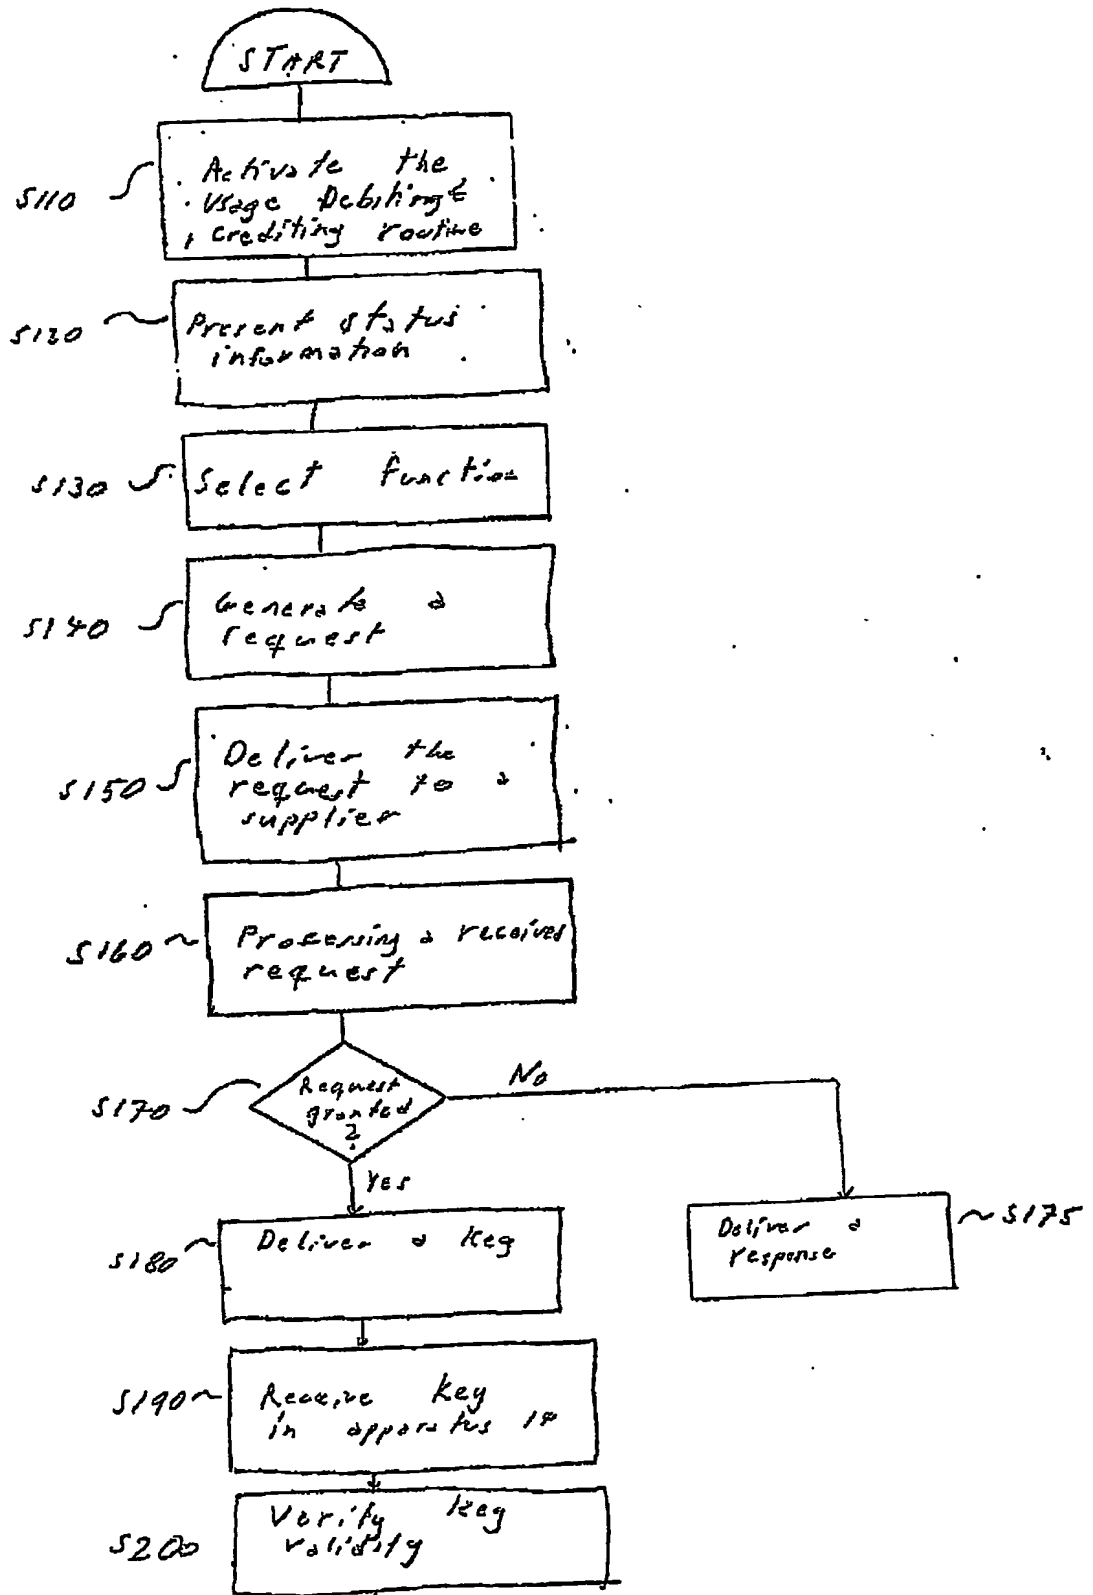 START
S110
Activate the
Usage Debiting &
crediting routine
S120
Present status
information
S130
Select function
S140
Generate a
request
S150
Deliver the
request to a
supplier
S160
Processing a received
request
S170
Request
granted
?
No
Yes
S175
Deliver a
response
S180
Deliver a key
S190
Receive key
in apparatus 14
S200
Verify key
validity